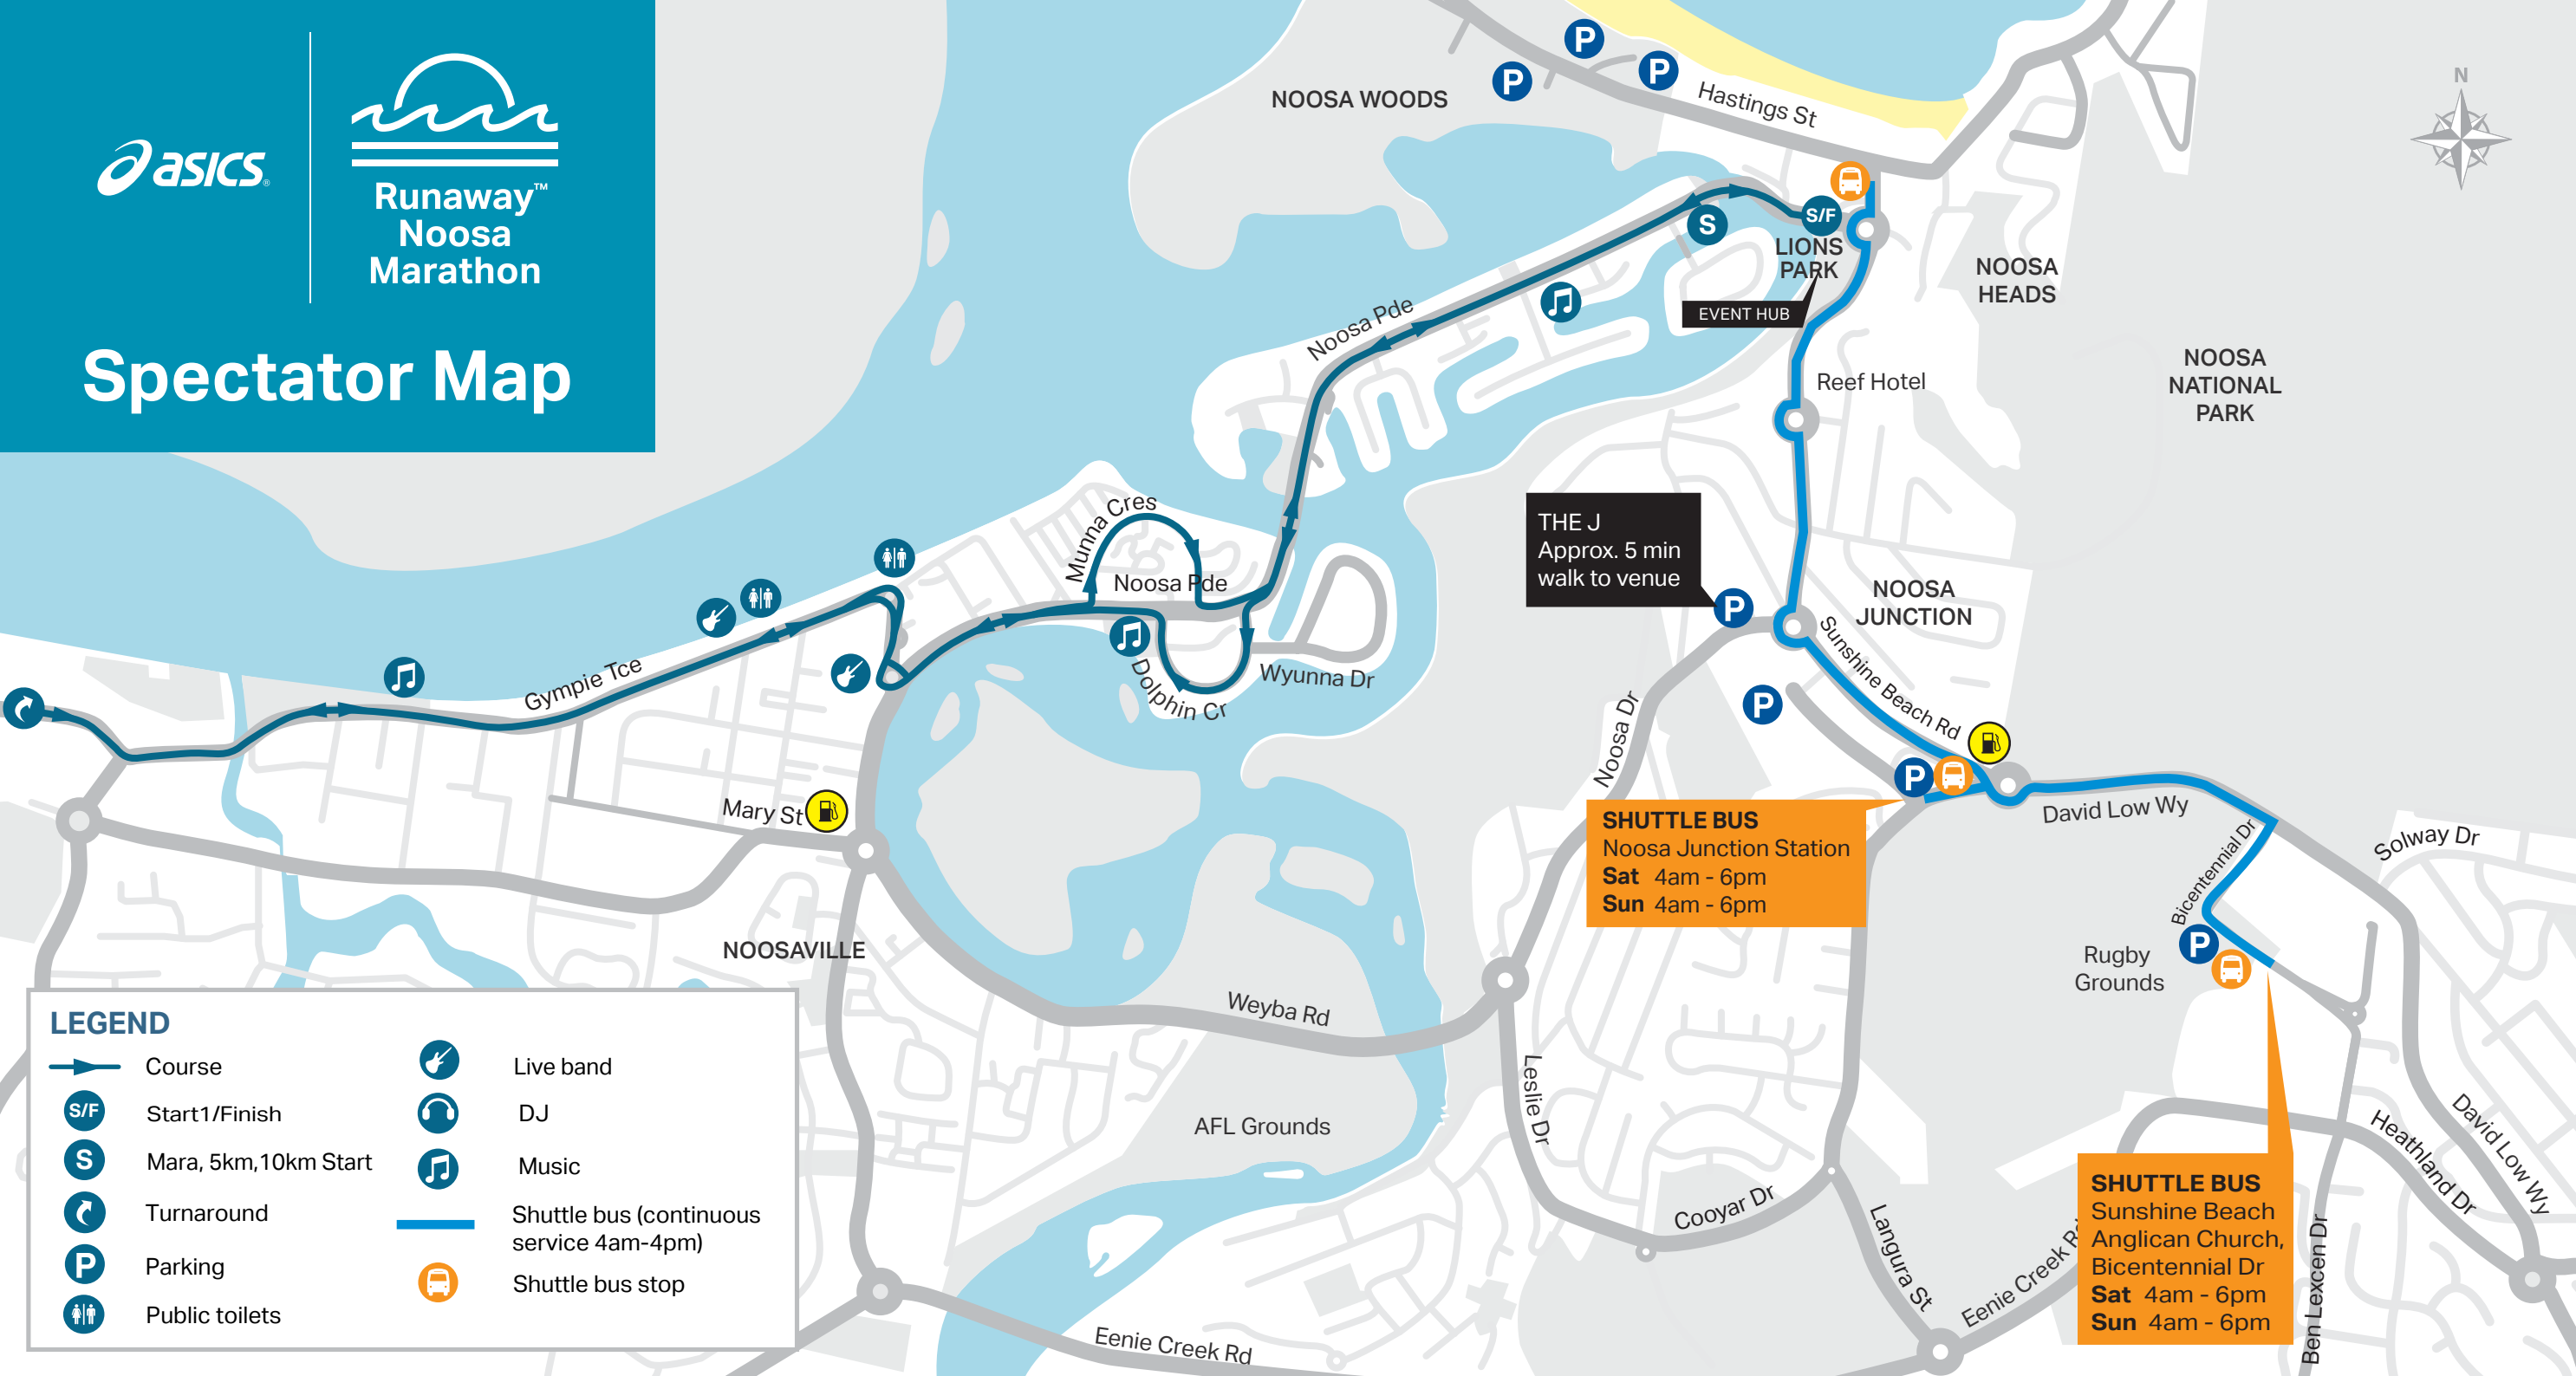 asics®
Runaway™
Noosa
Marathon
Spectator Map
N
P
P
P
NOOSA WOODS
Hastings St
S/F
S
LIONS
PARK
EVENT HUB
NOOSA
HEADS
NOOSA
NATIONAL
PARK
Noosa Pde
Reef Hotel
THE J
Approx. 5 min
walk to venue
P
NOOSA
JUNCTION
Munna Cres
Noosa Pde
Wyunna Dr
Dolphin Cr
Gympie Tce
Sunshine Beach Rd
P
Noosa Dr
P
Mary St
David Low Wy
SHUTTLE BUS
Noosa Junction Station
Sat 4am - 6pm
Sun 4am - 6pm
Bicentennial Dr
Solway Dr
P
Rugby
Grounds
NOOSAVILLE
Weyba Rd
Leslie Dr
AFL Grounds
Cooyar Dr
Langura St
Eenie Creek Rd
Eenie Creek Rd
Heathland Dr
David Low Wy
Ben Lexcen Dr
SHUTTLE BUS
Sunshine Beach
Anglican Church,
Bicentennial Dr
Sat 4am - 6pm
Sun 4am - 6pm
LEGEND
Course
S/F Start1/Finish
S Mara, 5km,10km Start
Turnaround
P Parking
Public toilets
Live band
DJ
Music
Shuttle bus (continuous
service 4am-4pm)
Shuttle bus stop